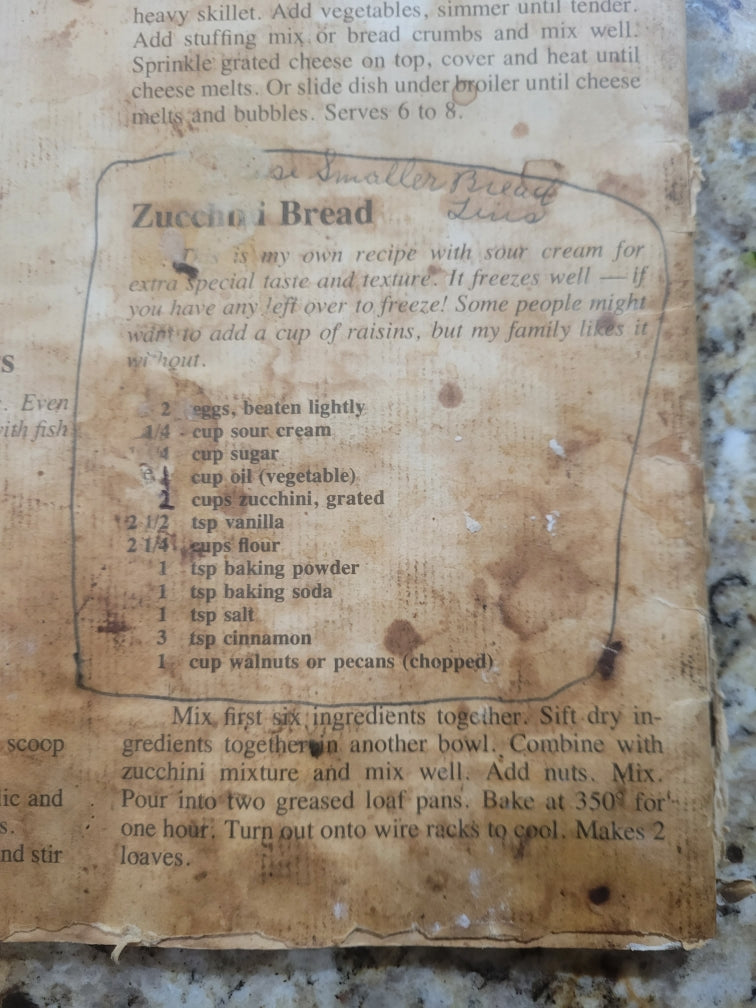 heavy skillet. Add vegetables, simmer until tender.
Add stuffing mix or bread crumbs and mix well.
Sprinkle grated cheese on top, cover and heat until
cheese melts. Or slide dish under broiler until cheese
melts and bubbles. Serves 6 to 8.
se Smaller Bread
Tins
Zucchini Bread
This is my own recipe with sour cream for
extra special taste and texture. It freezes well — if
you have any left over to freeze! Some people might
want to add a cup of raisins, but my family likes it
without.
s
. Even
with fish
2 eggs, beaten lightly
1/4 cup sour cream
cup sugar
cup oil (vegetable)
2 cups zucchini, grated
2 1/2 tsp vanilla
2 1/4 cups flour
1 tsp baking powder
1 tsp baking soda
1 tsp salt
3 tsp cinnamon
1 cup walnuts or pecans (chopped)
Mix first six ingredients together. Sift dry in-
gredients together in another bowl. Combine with
zucchini mixture and mix well. Add nuts. Mix.
Pour into two greased loaf pans. Bake at 350° for
one hour. Turn out onto wire racks to cool. Makes 2
loaves.
scoop
lic and
s.
nd stir